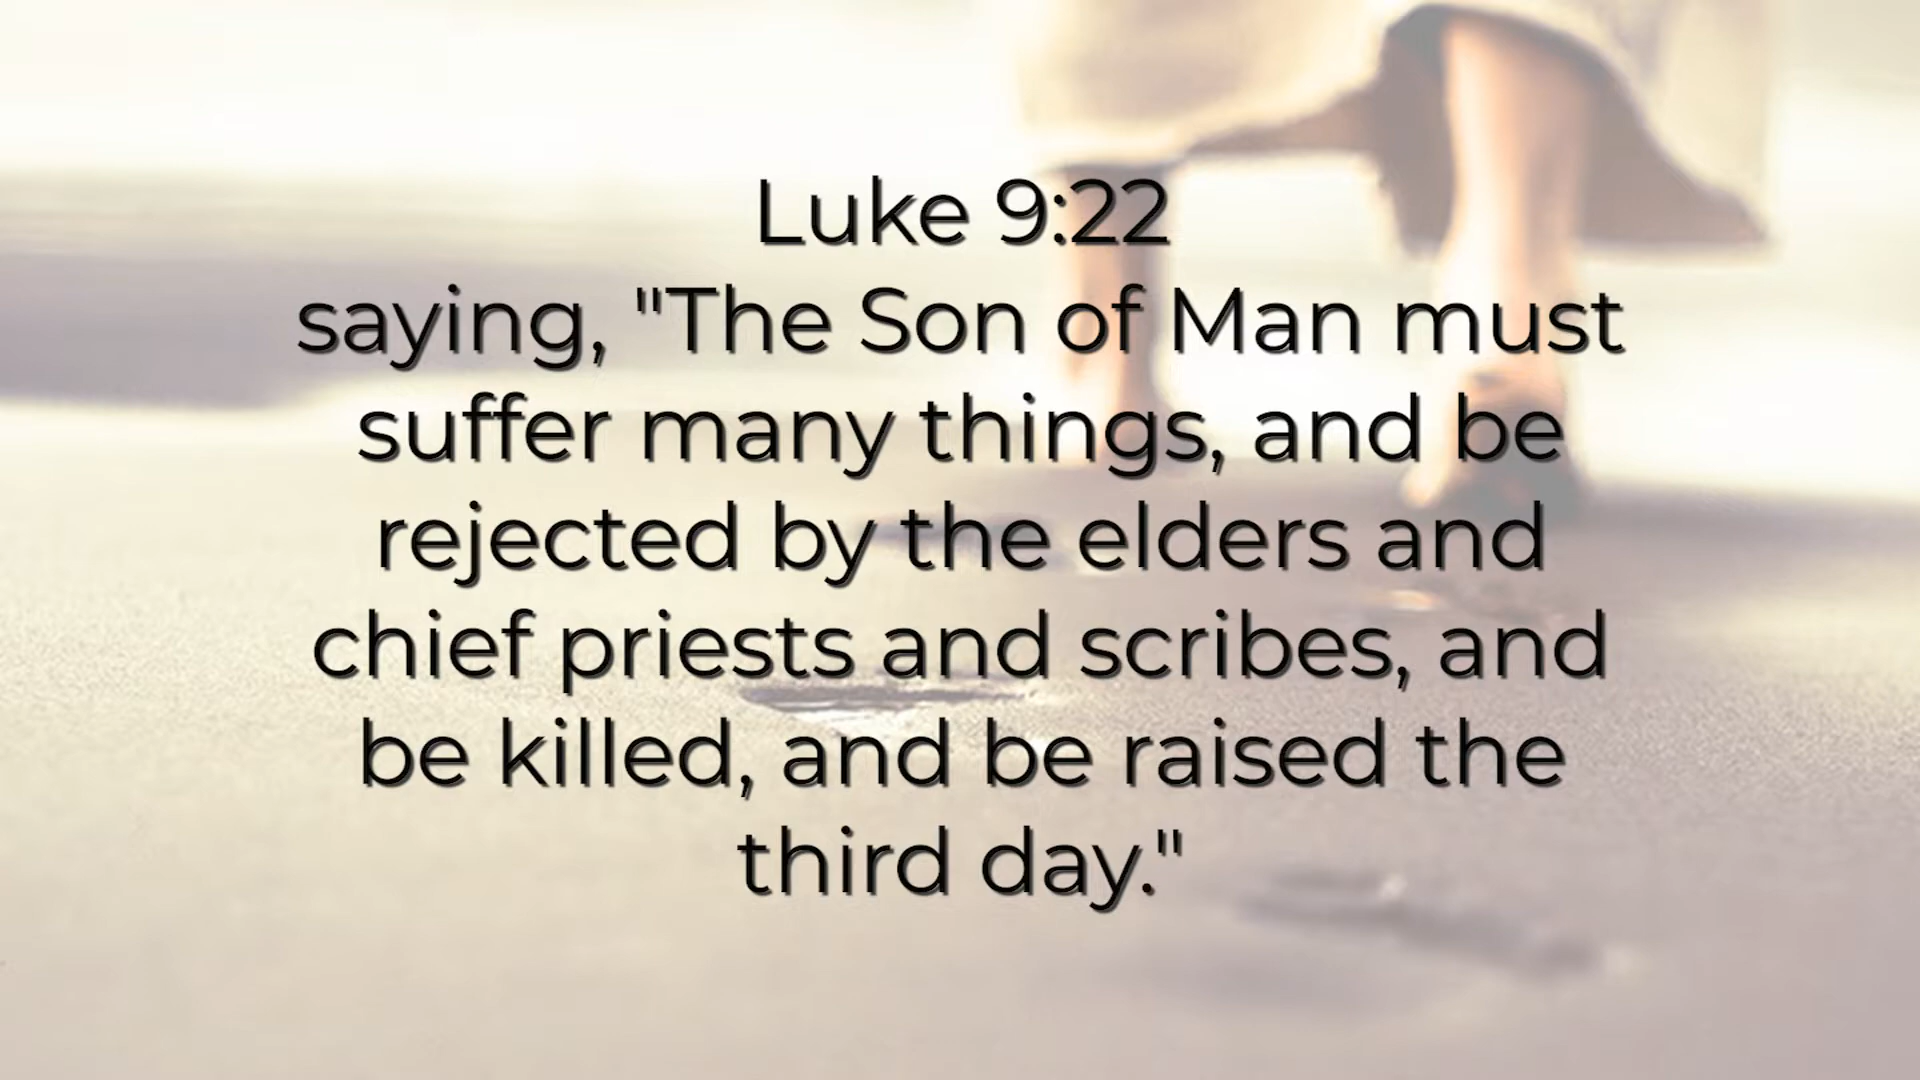 Luke 9:22
saying, "The Son of Man must
suffer many things, and be
rejected by the elders and
chief priests and scribes, and
be killed, and be raised the
third day."